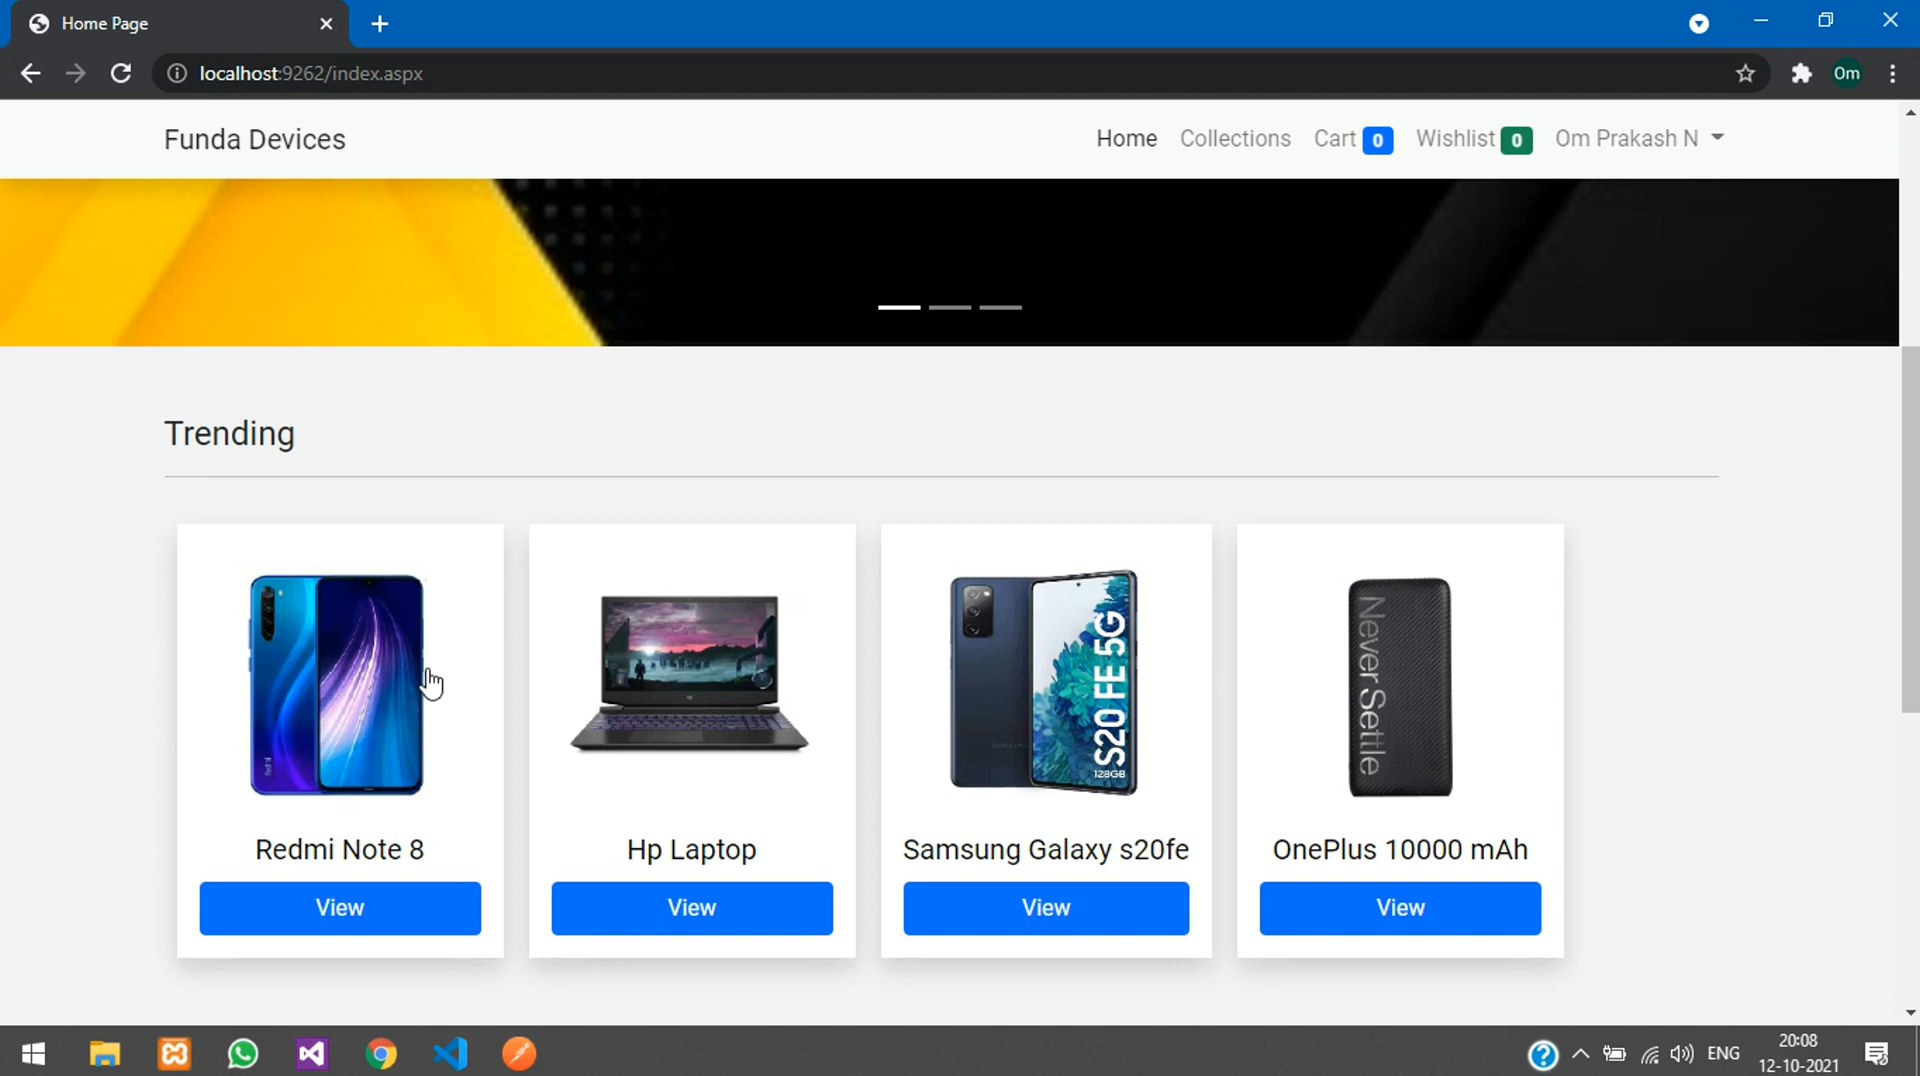 Home Page
localhost:9262/index.aspx
Om
Funda Devices
Home Collections Cart 0 Wishlist 0 Om Prakash N
Trending
Redmi
S20 FE 5G
128GB
Never Settle
Redmi Note 8
Hp Laptop
Samsung Galaxy s20fe
OnePlus 10000 mAh
View
View
View
View
ENG
20:08
12-10-2021